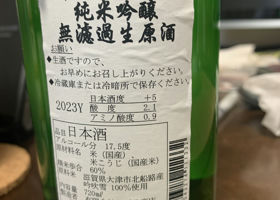 純米吟醸
無濾過生原酒
お願い
◆生酒ですので、
お早めにお召し上がりください。
◆冷蔵庫または冷暗所で保存ください。
2023Y
日本酒度 +5
酸度 2.1
アミノ酸度 0.9
品目 日本酒
アルコール分 17.5度
原材料名 米(国産)
米こうじ(国産米)
精米歩合 60%
原料米 滋賀県大津市北船路産
吟吹雪 100%使用
720㎖